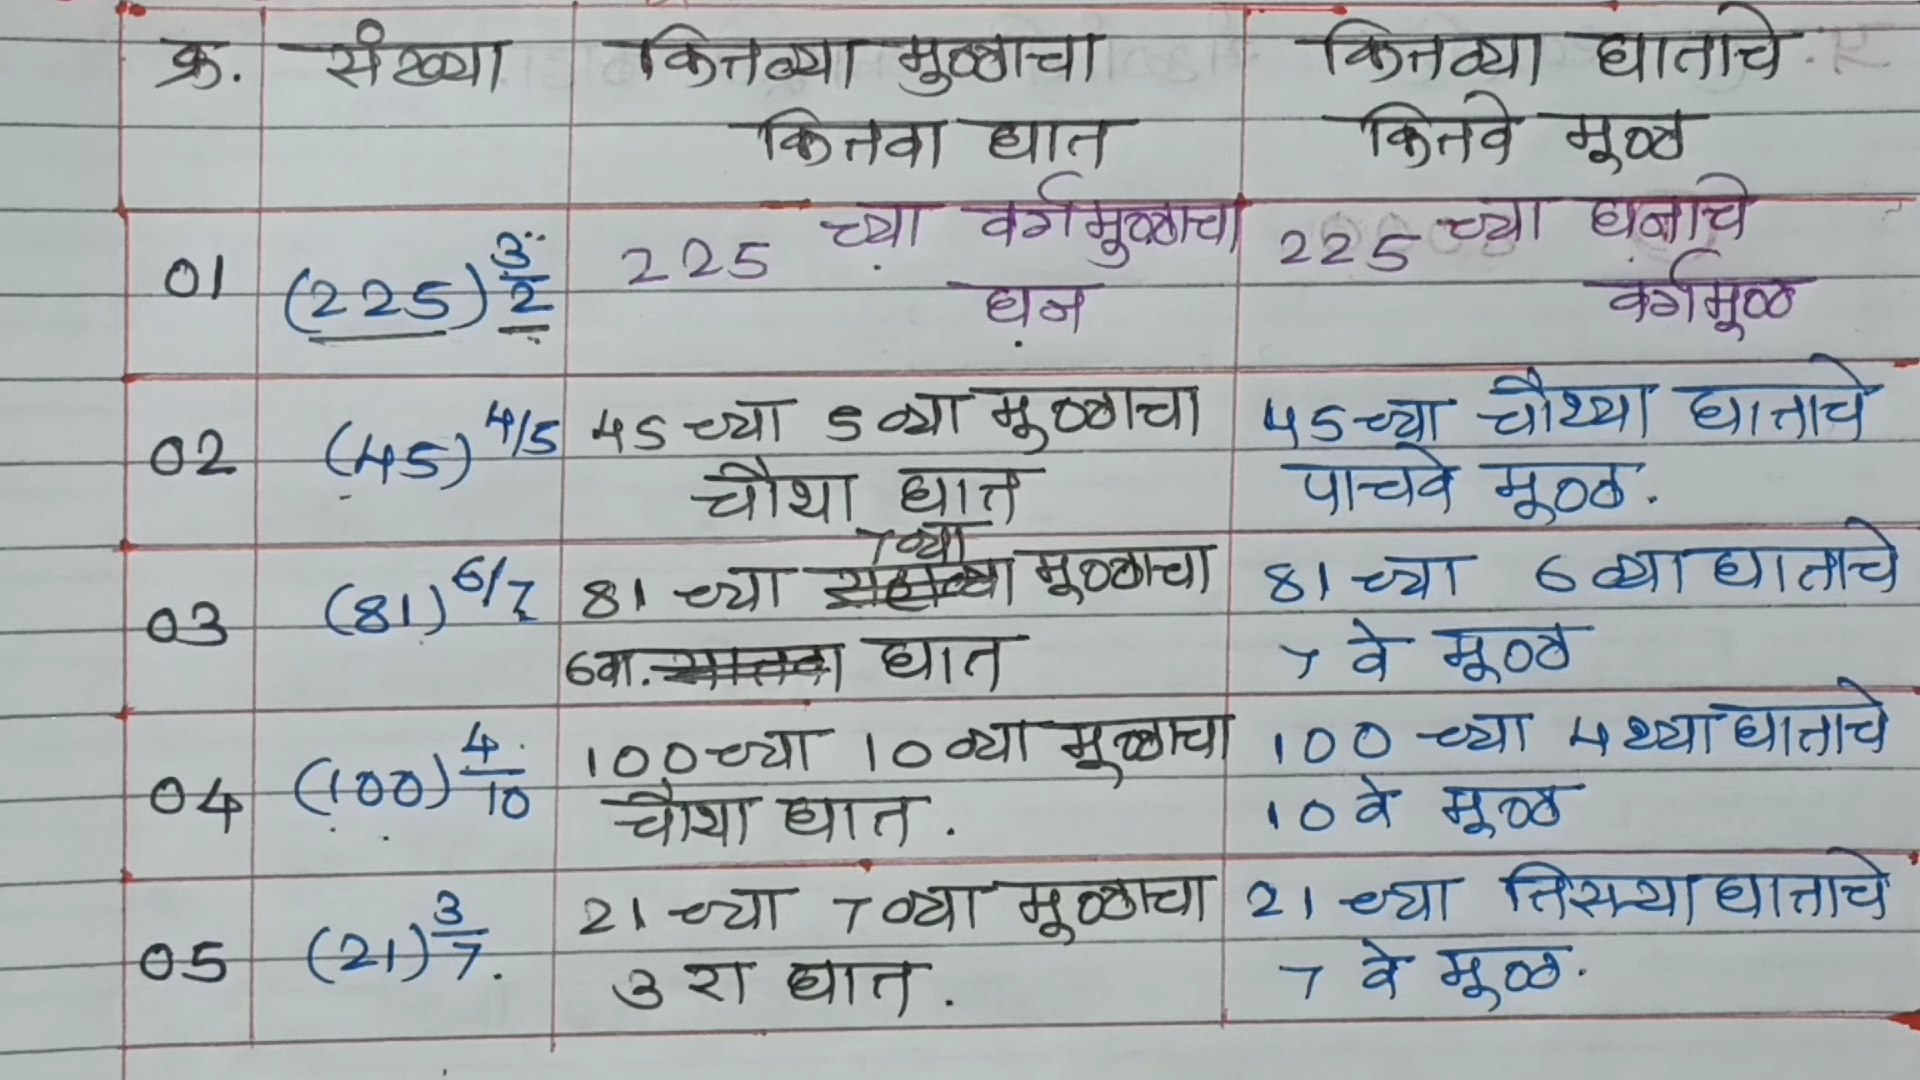 क्र. संख्या कितव्या मुळाचा कितव्या घाताचे
कितवा घात कितवे मूळ
01 (225)^3/2 225 च्या वर्गमुळाचा 225 च्या घनाचे
घन वर्गमूळ
02 (45)^4/5 45 च्या 5 व्या मूळाचा 45 च्या चौथ्या घाताचे
चौथा घात पाचवे मूळ.
7 व्या
03 (81)^6/7 81 च्या मूळाचा 81 च्या 6 व्या घाताचे
6वा. घात 7 वे मूळ
04 (100)^4/10 100 च्या 10 व्या मूळाचा 100 च्या 4 थ्या घाताचे
चौथा घात. 10 वे मूळ
05 (21)^3/7. 21 च्या 7 व्या मूळाचा 21 च्या तिसऱ्या घाताचे
3 रा घात. 7 वे मूळ.